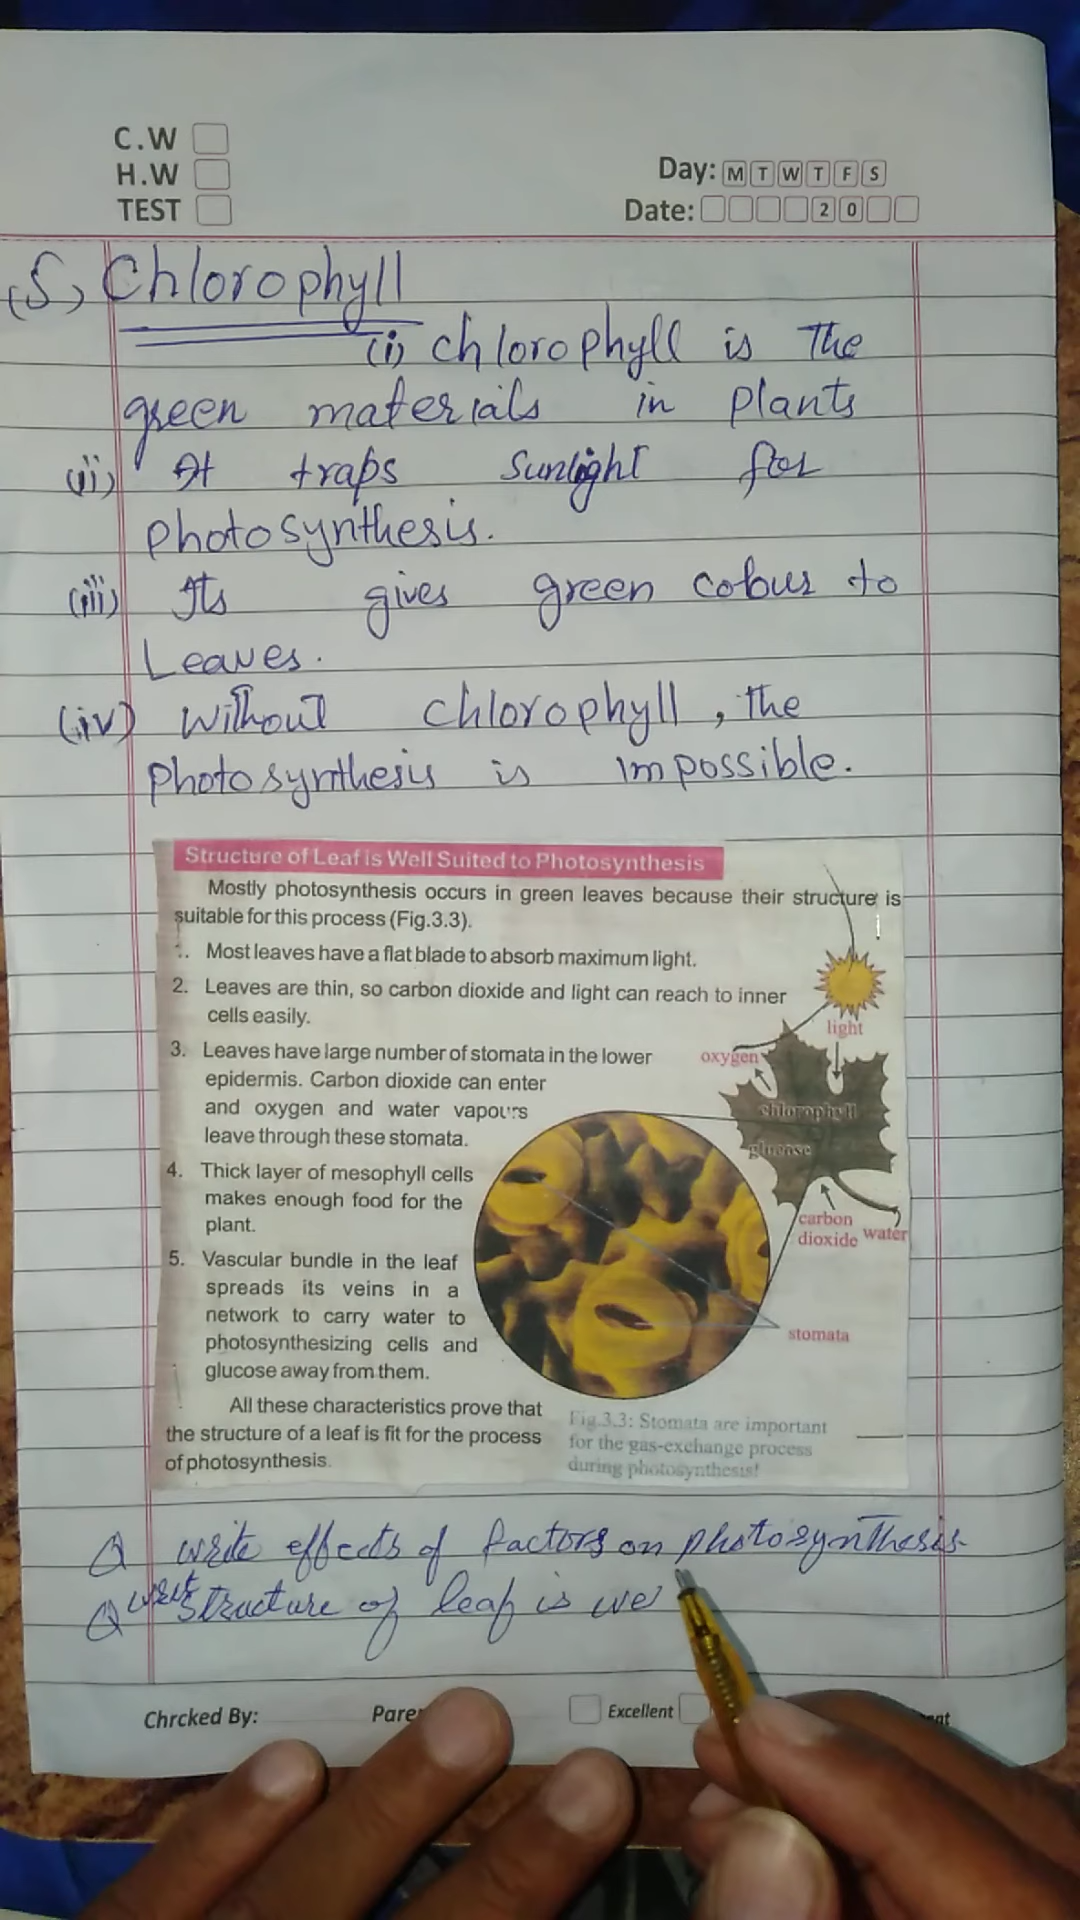 C.W
H.W
TEST
Day: M T W T F S
Date: 2 0
(5) Chlorophyll
(i) chlorophyll is the
green materials in plants
(ii) It traps sunlight for
photosynthesis.
(iii) Its gives green colour to
Leaves.
(iv) without chlorophyll, the
photosynthesis is impossible.
Structure of Leaf is Well Suited to Photosynthesis
Mostly photosynthesis occurs in green leaves because their structure is
suitable for this process (Fig.3.3).
1. Most leaves have a flat blade to absorb maximum light.
2. Leaves are thin, so carbon dioxide and light can reach to inner
cells easily.
3. Leaves have large number of stomata in the lower
epidermis. Carbon dioxide can enter
and oxygen and water vapours
leave through these stomata.
4. Thick layer of mesophyll cells
makes enough food for the
plant.
5. Vascular bundle in the leaf
spreads its veins in a
network to carry water to
photosynthesizing cells and
glucose away from them.
All these characteristics prove that
the structure of a leaf is fit for the process
of photosynthesis.
light
oxygen
chlorophyll
glucose
carbon
dioxide
water
stomata
Fig.3.3: Stomata are important
for the gas-exchange process
during photosynthesis!
Q write effects of factors on photosynthesis.
Q write structure of leaf is we
Chrcked By:
Excellent